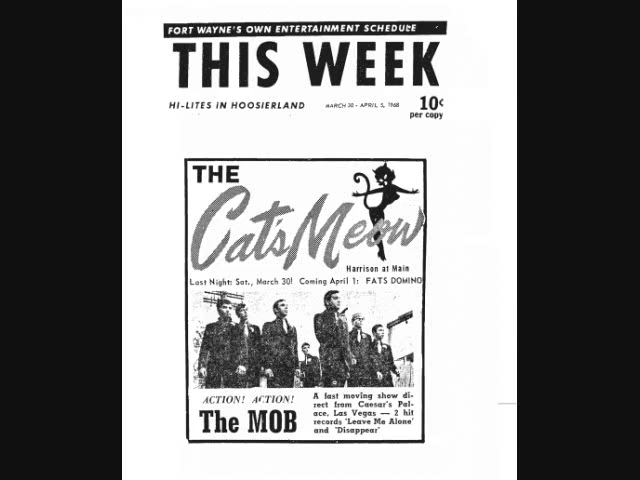 FORT WAYNE'S OWN ENTERTAINMENT SCHEDULE
THIS WEEK
HI-LITES IN HOOSIERLAND MARCH 30 - APRIL 5, 1968 10¢
per copy
THE
Cat's Meow
Harrison at Main
Last Night: Sat., March 30! Coming April 1: FATS DOMINO
ACTION! ACTION!
The MOB
A fast moving show di-
rect from Caesar's Pal-
ace, Las Vegas — 2 hit
records 'Leave Me Alone'
and 'Disappear'